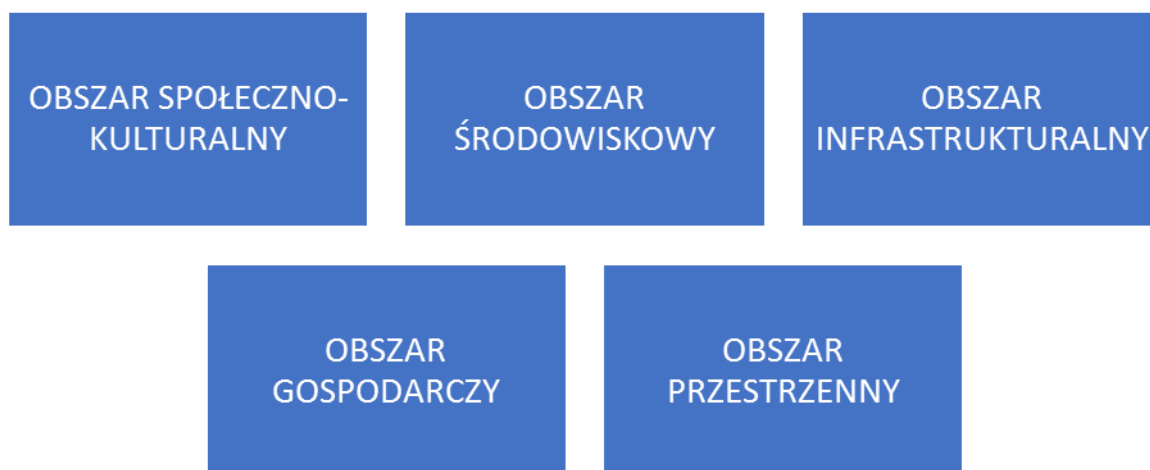 OBSZAR SPOŁECZNO-
KULTURALNY
OBSZAR
ŚRODOWISKOWY
OBSZAR
INFRASTRUKTURALNY
OBSZAR
GOSPODARCZY
OBSZAR
PRZESTRZENNY